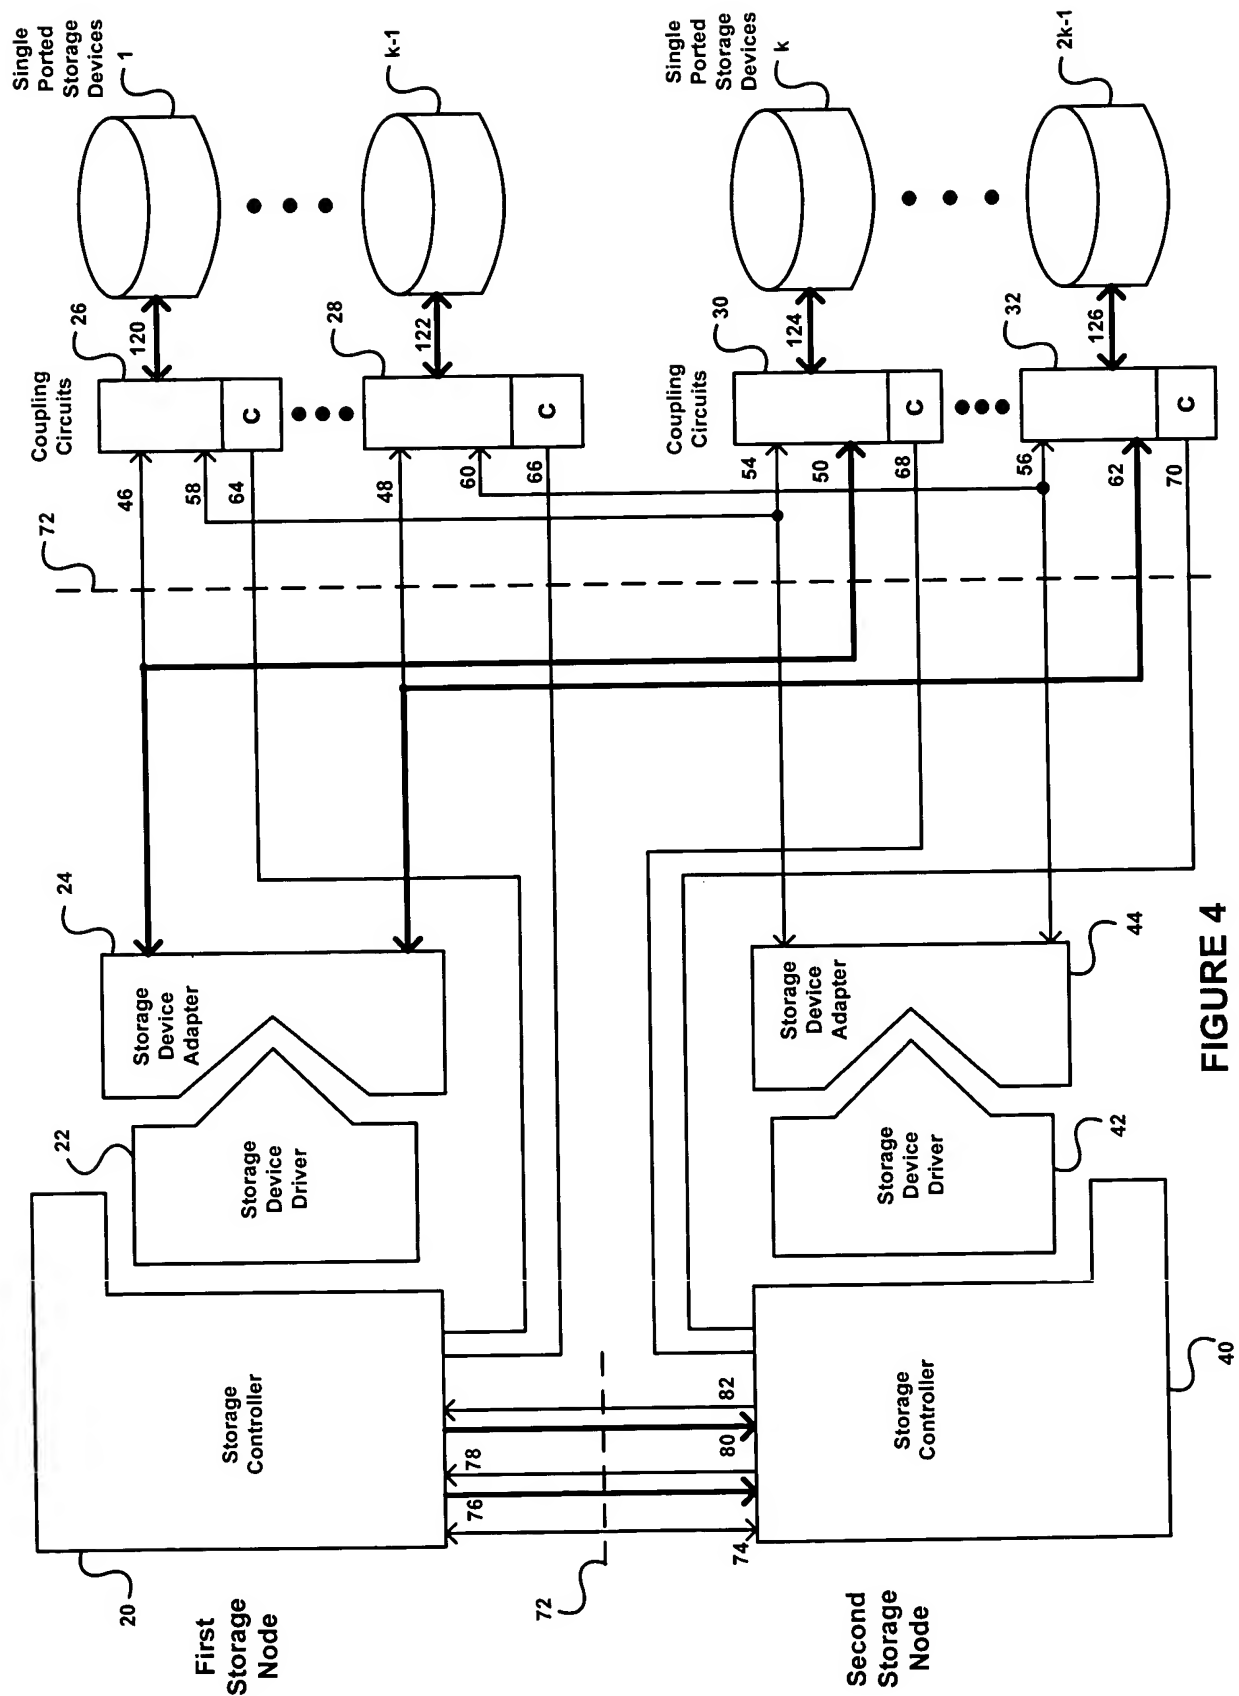 First
Storage
Node
20
Storage
Controller
22
Storage
Device
Driver
24
Storage
Device
Adapter
72
46
58
64
48
60
66
Coupling
Circuits
26
C
28
C
120
122
Single
Ported
Storage
Devices
1
k-1
74
76
78
80
82
72
Second
Storage
Node
40
Storage
Controller
42
Storage
Device
Driver
44
Storage
Device
Adapter
54
50
68
56
62
70
Coupling
Circuits
30
C
32
C
124
126
Single
Ported
Storage
Devices
k
2k-1
FIGURE 4